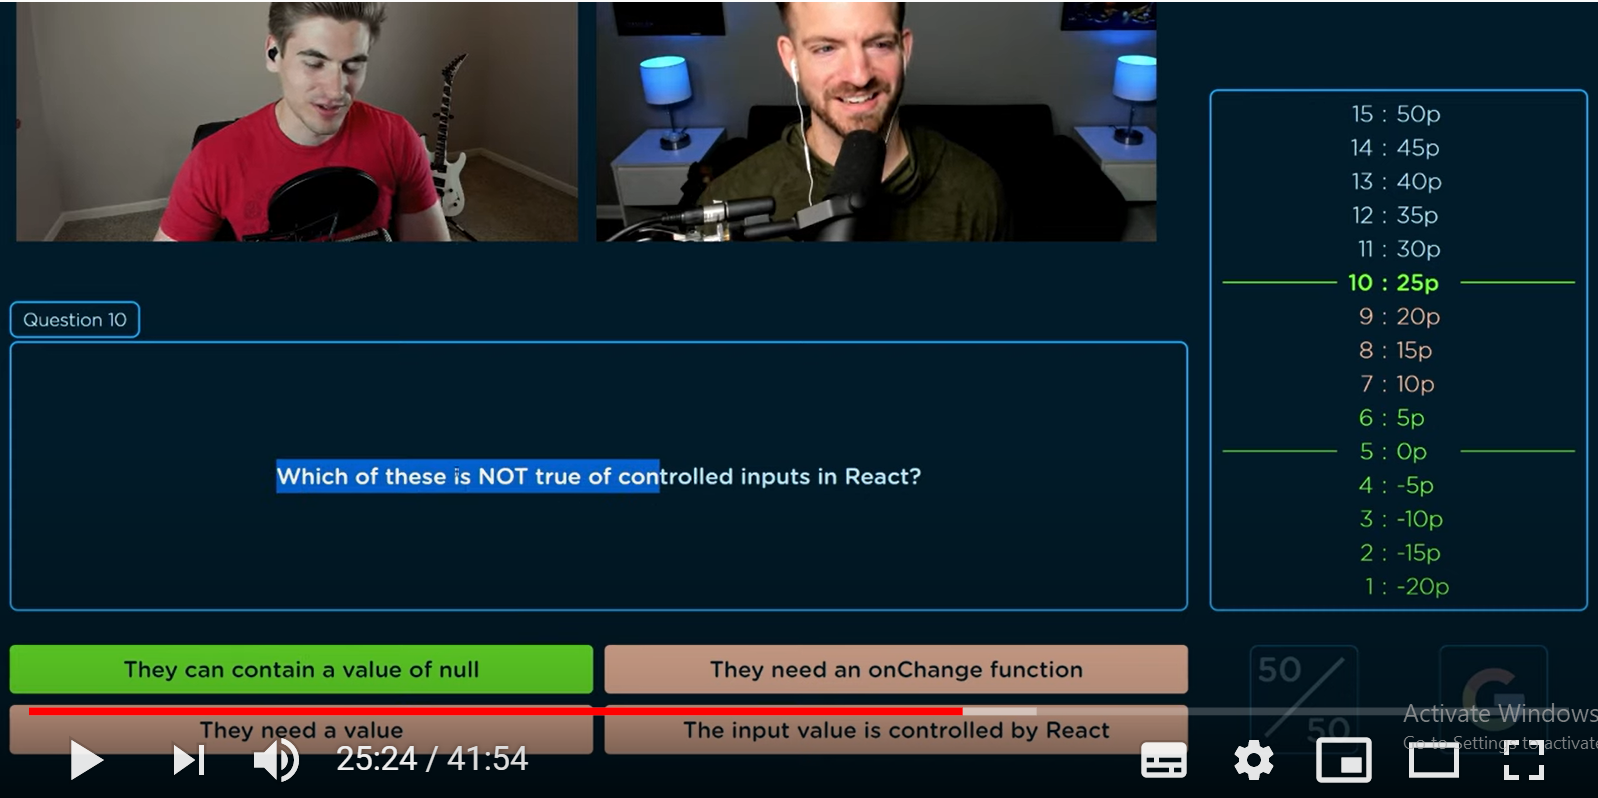 15 : 50p
14 : 45p
13 : 40p
12 : 35p
11 : 30p
10 : 25p
9 : 20p
8 : 15p
7 : 10p
6 : 5p
5 : 0p
4 : -5p
3 : -10p
2 : -15p
1 : -20p
Question 10
Which of these is NOT true of controlled inputs in React?
They can contain a value of null
They need an onChange function
They need a value
The input value is controlled by React
50
50
G
Activate Windows
Go to Settings to activate
25:24 / 41:54